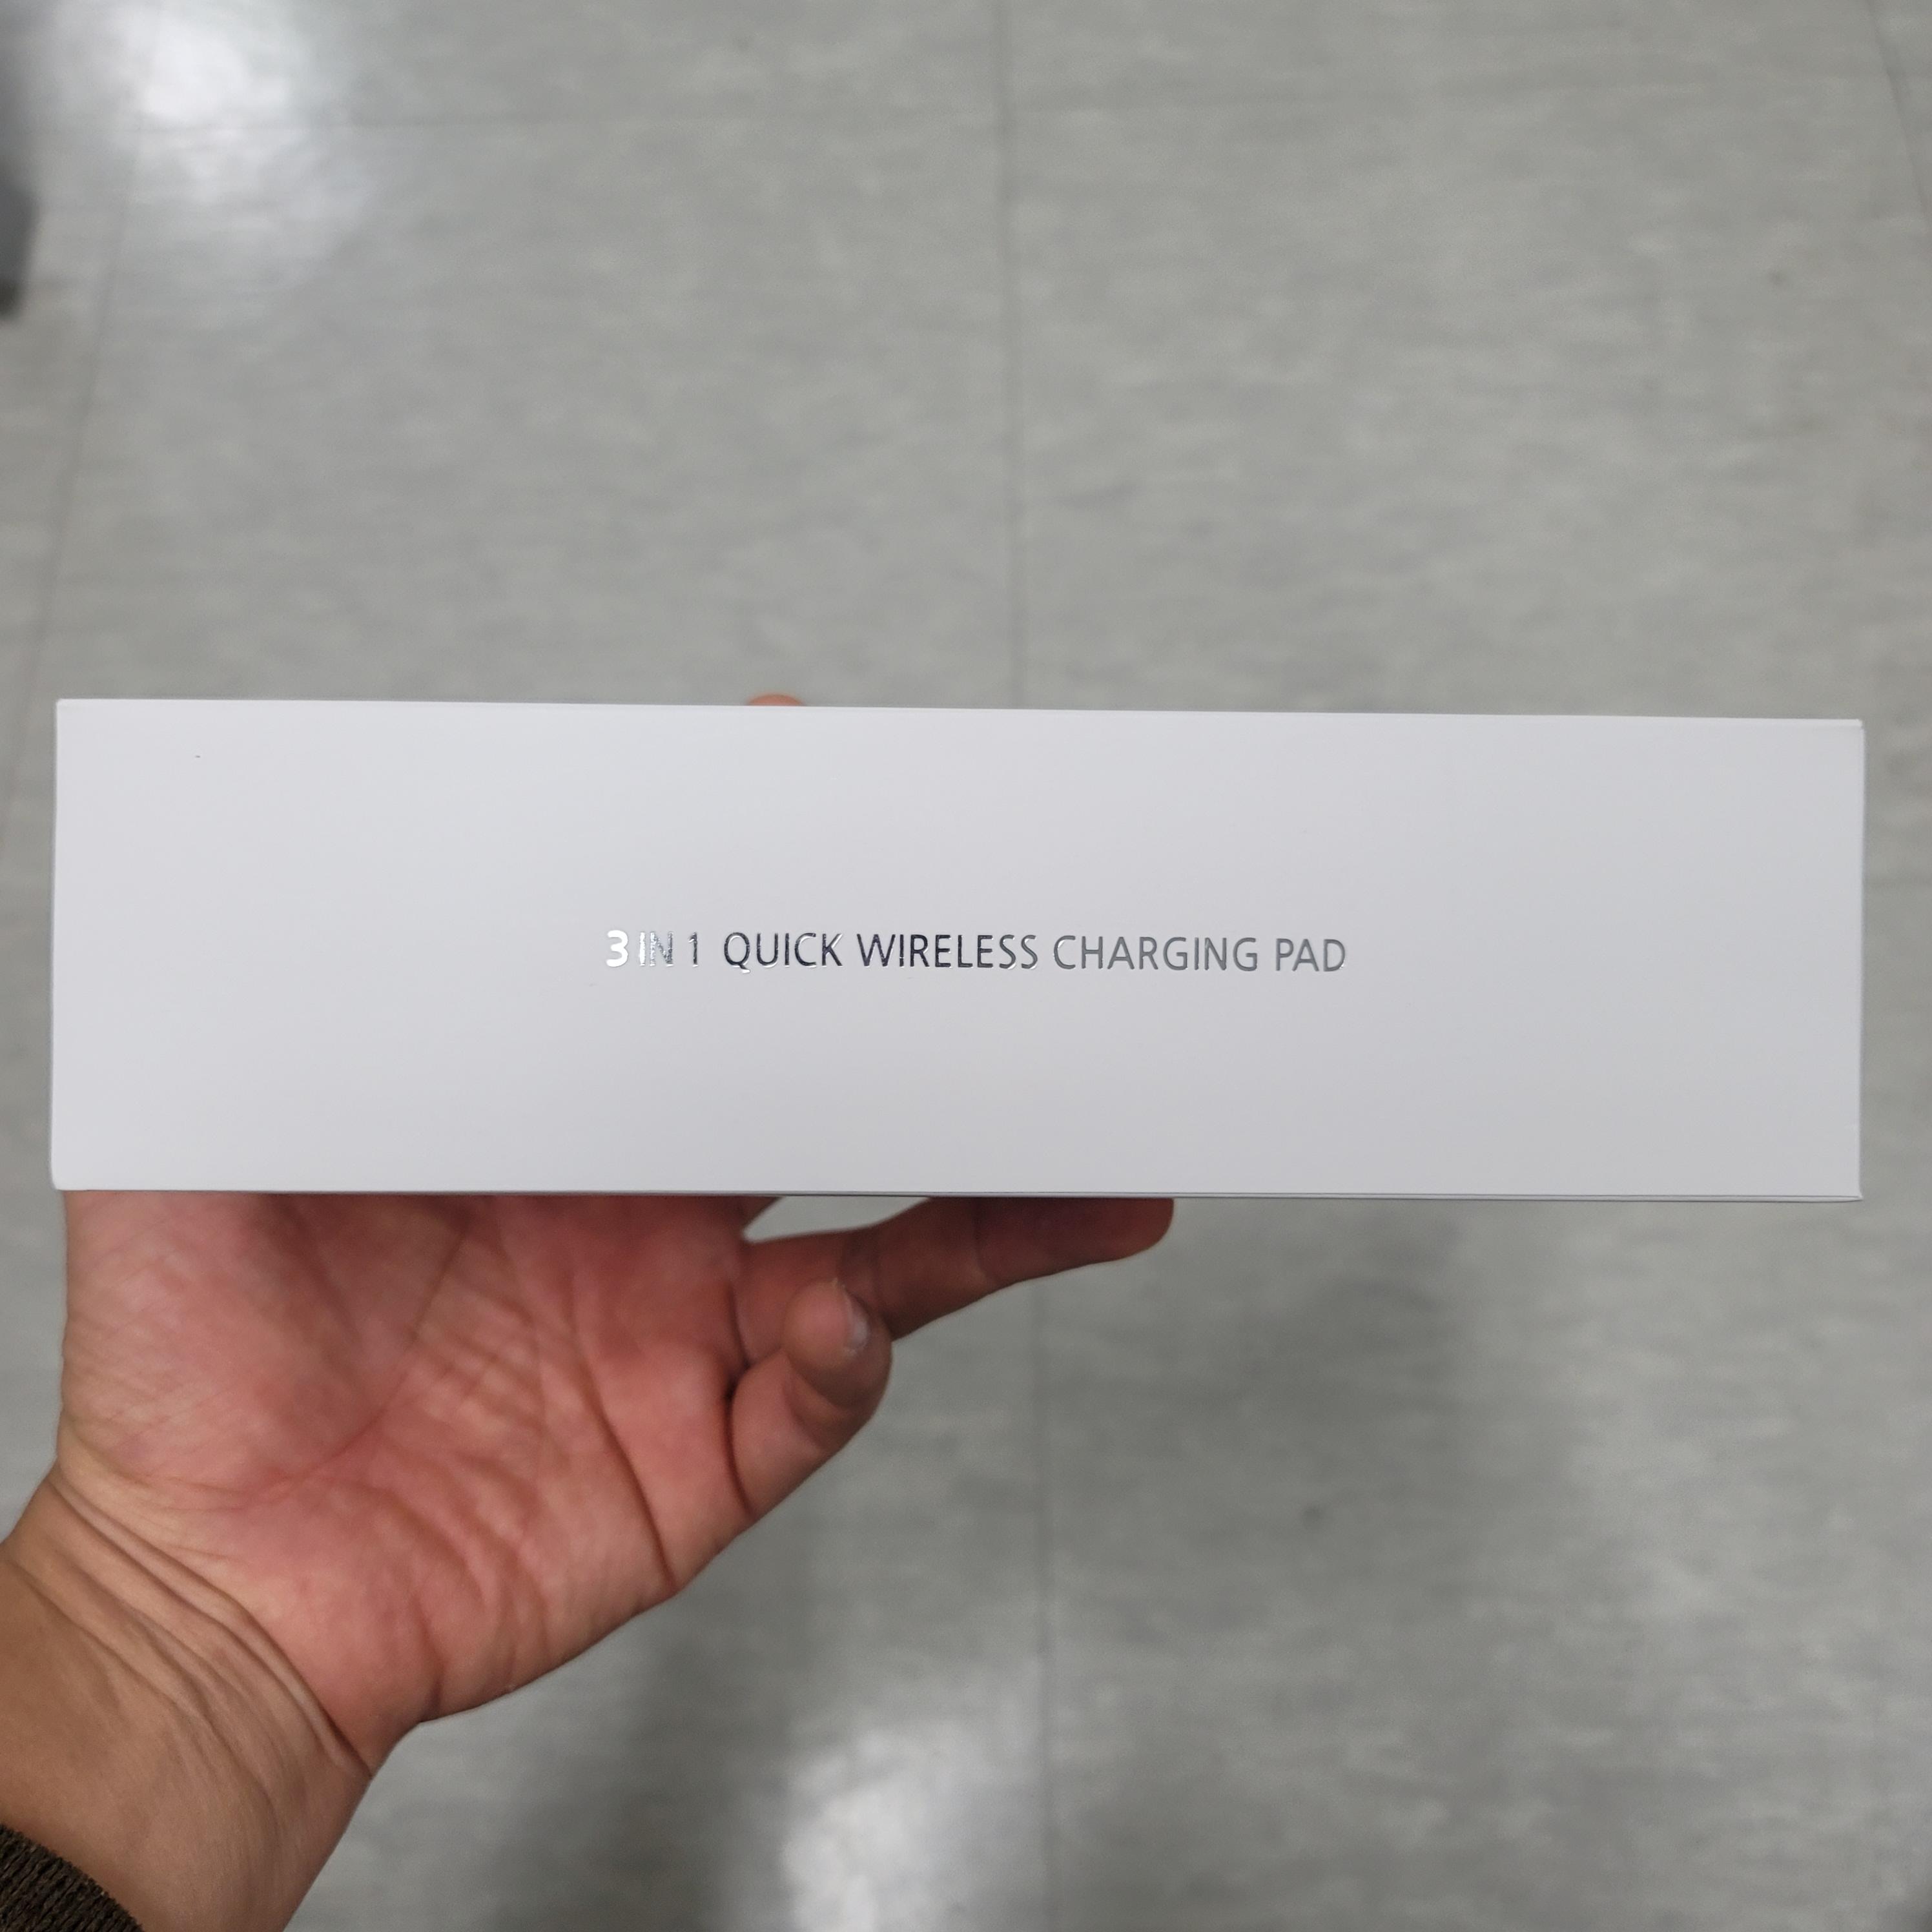 3 IN 1 QUICK WIRELESS CHARGING PAD